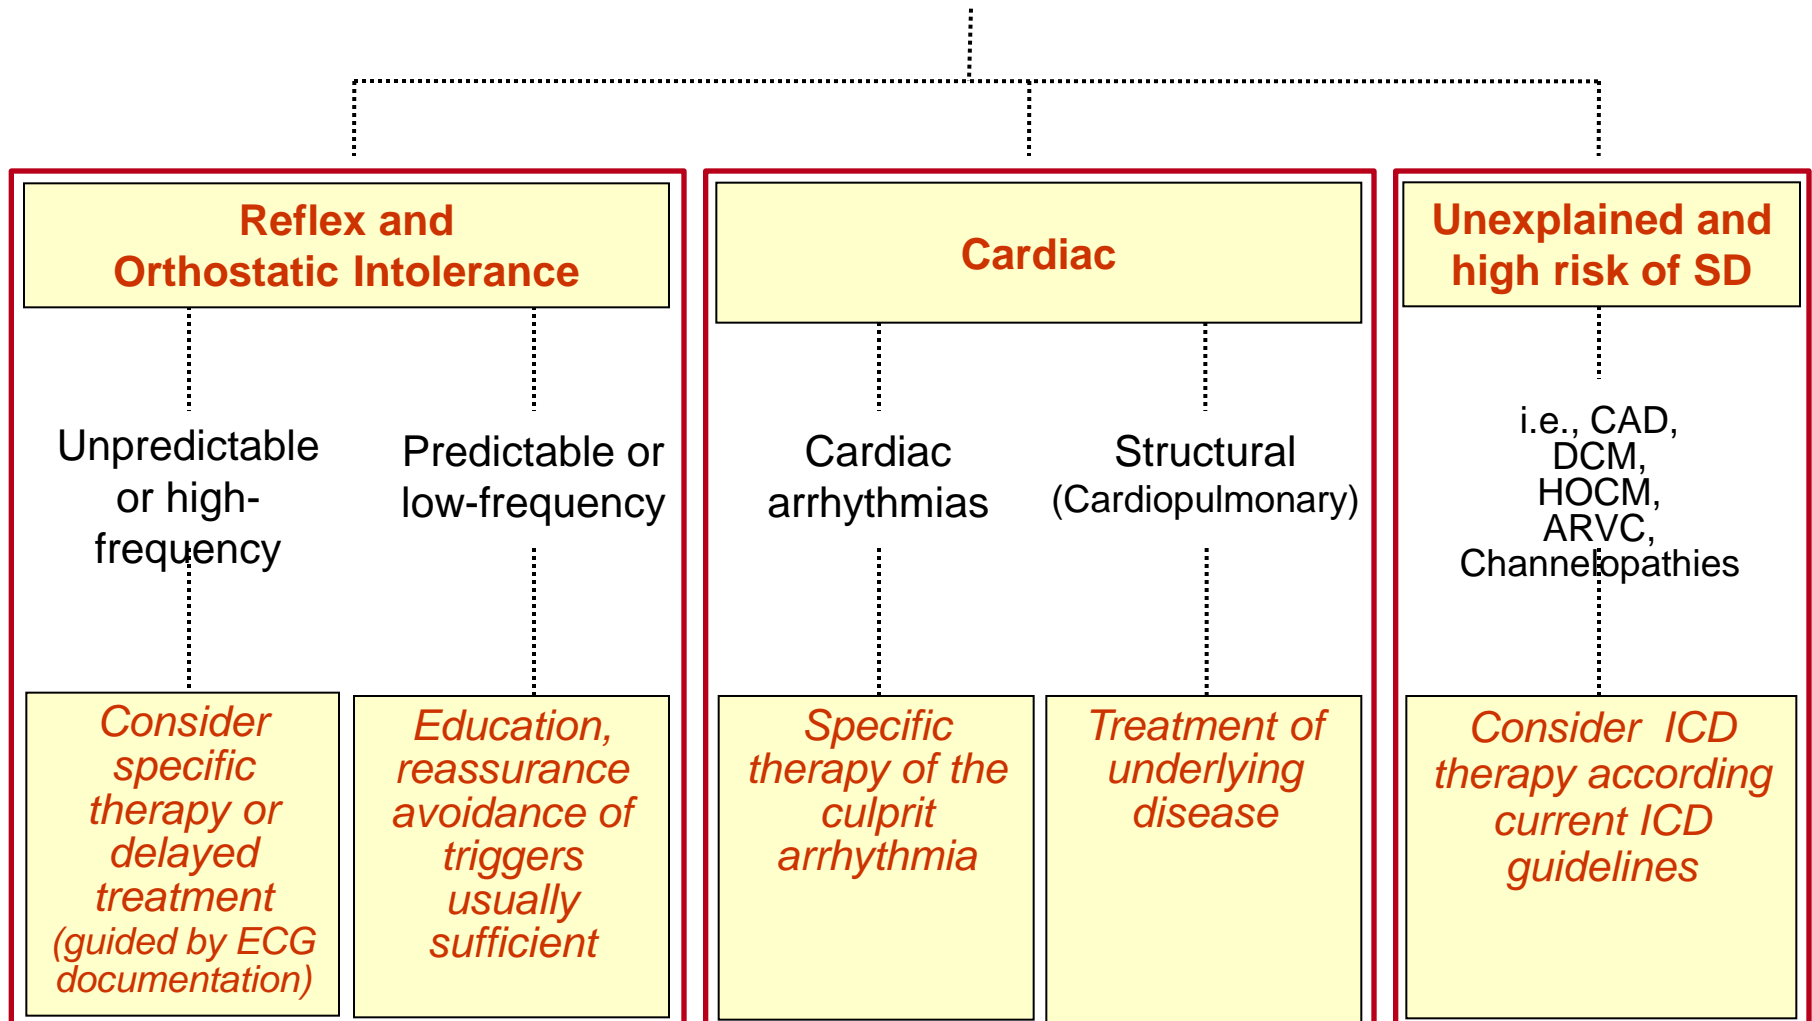 Reflex and
Orthostatic Intolerance
Cardiac
Unexplained and
high risk of SD
Unpredictable
or high-
frequency
Predictable or
low-frequency
Cardiac
arrhythmias
Structural
(Cardiopulmonary)
i.e., CAD,
DCM,
HOCM,
ARVC,
Channelopathies
Consider
specific
therapy or
delayed
treatment
(guided by ECG
documentation)
Education,
reassurance
avoidance of
triggers
usually
sufficient
Specific
therapy of the
culprit
arrhythmia
Treatment of
underlying
disease
Consider ICD
therapy according
current ICD
guidelines